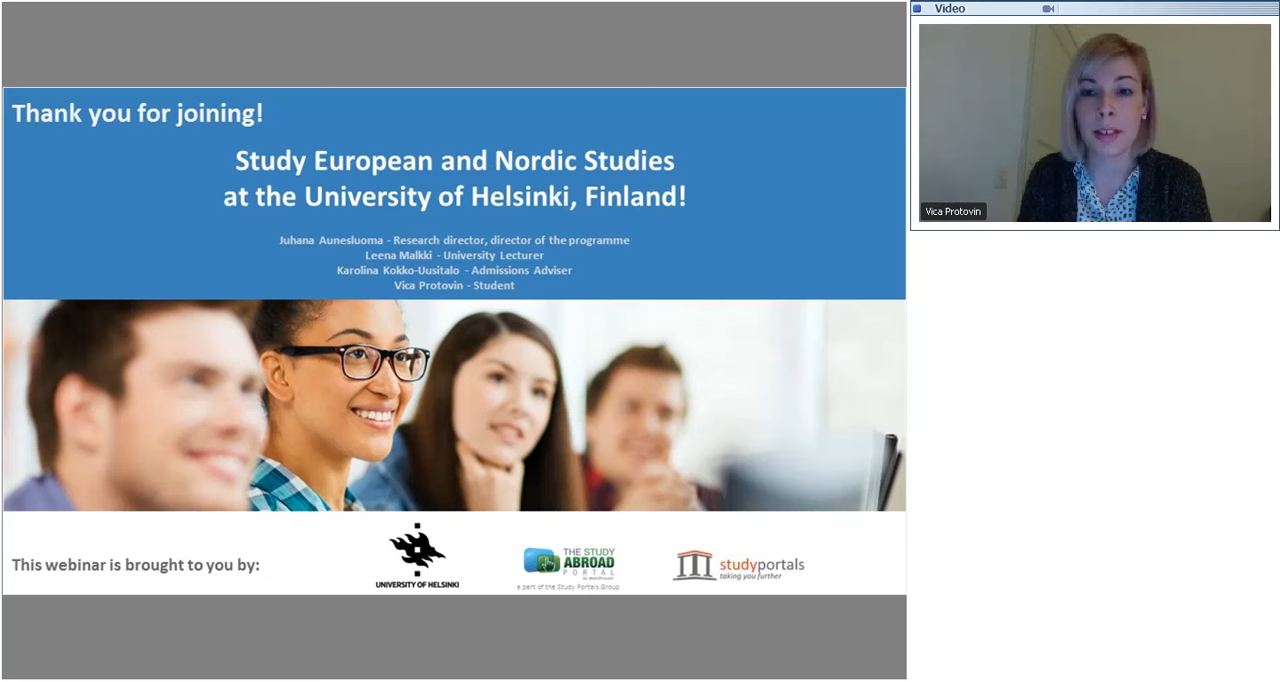 Video
Vica Protovin
Thank you for joining!
Study European and Nordic Studies
at the University of Helsinki, Finland!
Juhana Aunesluoma - Research director, director of the programme
Leena Malkki - University Lecturer
Karolina Kokko-Uusitalo - Admissions Adviser
Vica Protovin - Student
This webinar is brought to you by:
UNIVERSITY OF HELSINKI
THE STUDY
ABROAD
PORTAL
a part of the Study Portals Group
studyportals
taking you further